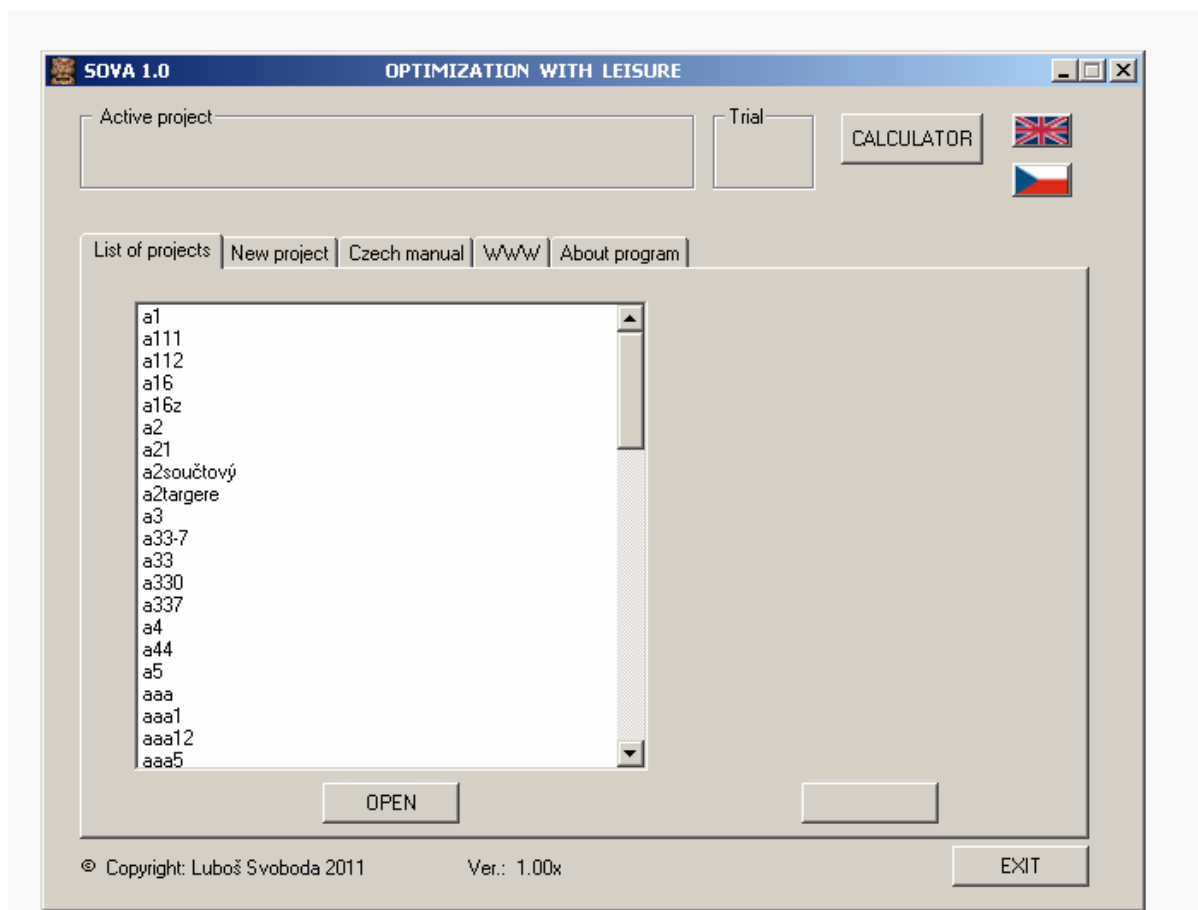 SOVA 1.0 OPTIMIZATION WITH LEISURE
Active project
Trial
CALCULATOR
List of projects New project Czech manual WWW About program
a1
a111
a112
a16
a16z
a2
a21
a2součtový
a2targere
a3
a33-7
a33
a330
a337
a4
a44
a5
aaa
aaa1
aaa12
aaa5
OPEN
© Copyright: Luboš Svoboda 2011 Ver.: 1.00x
EXIT